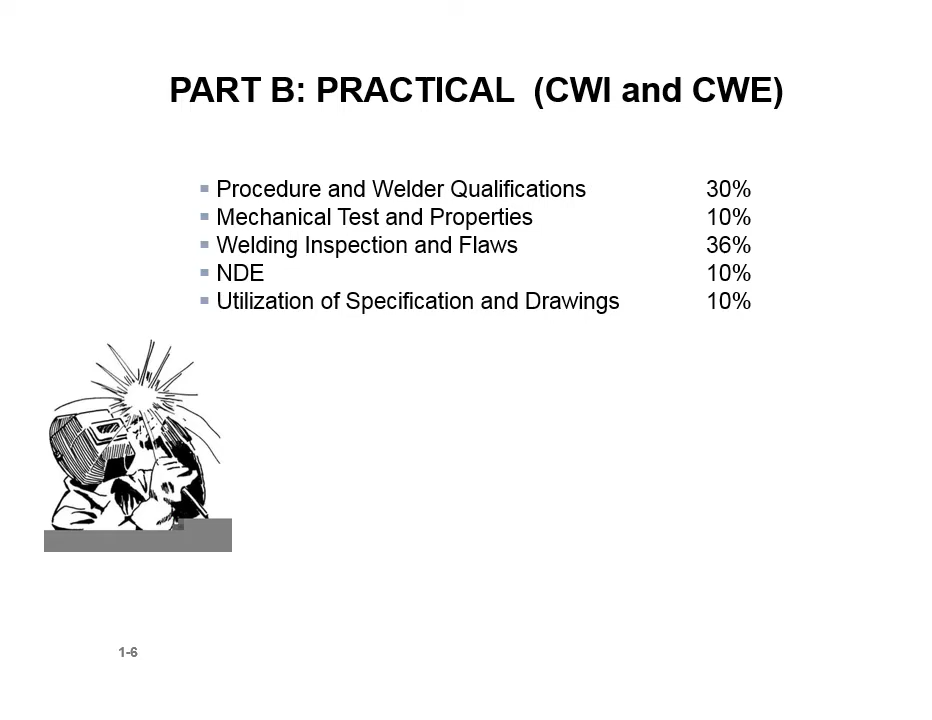 PART B: PRACTICAL (CWI and CWE)
▪ Procedure and Welder Qualifications 30%
▪ Mechanical Test and Properties 10%
▪ Welding Inspection and Flaws 36%
▪ NDE 10%
▪ Utilization of Specification and Drawings 10%
1-6